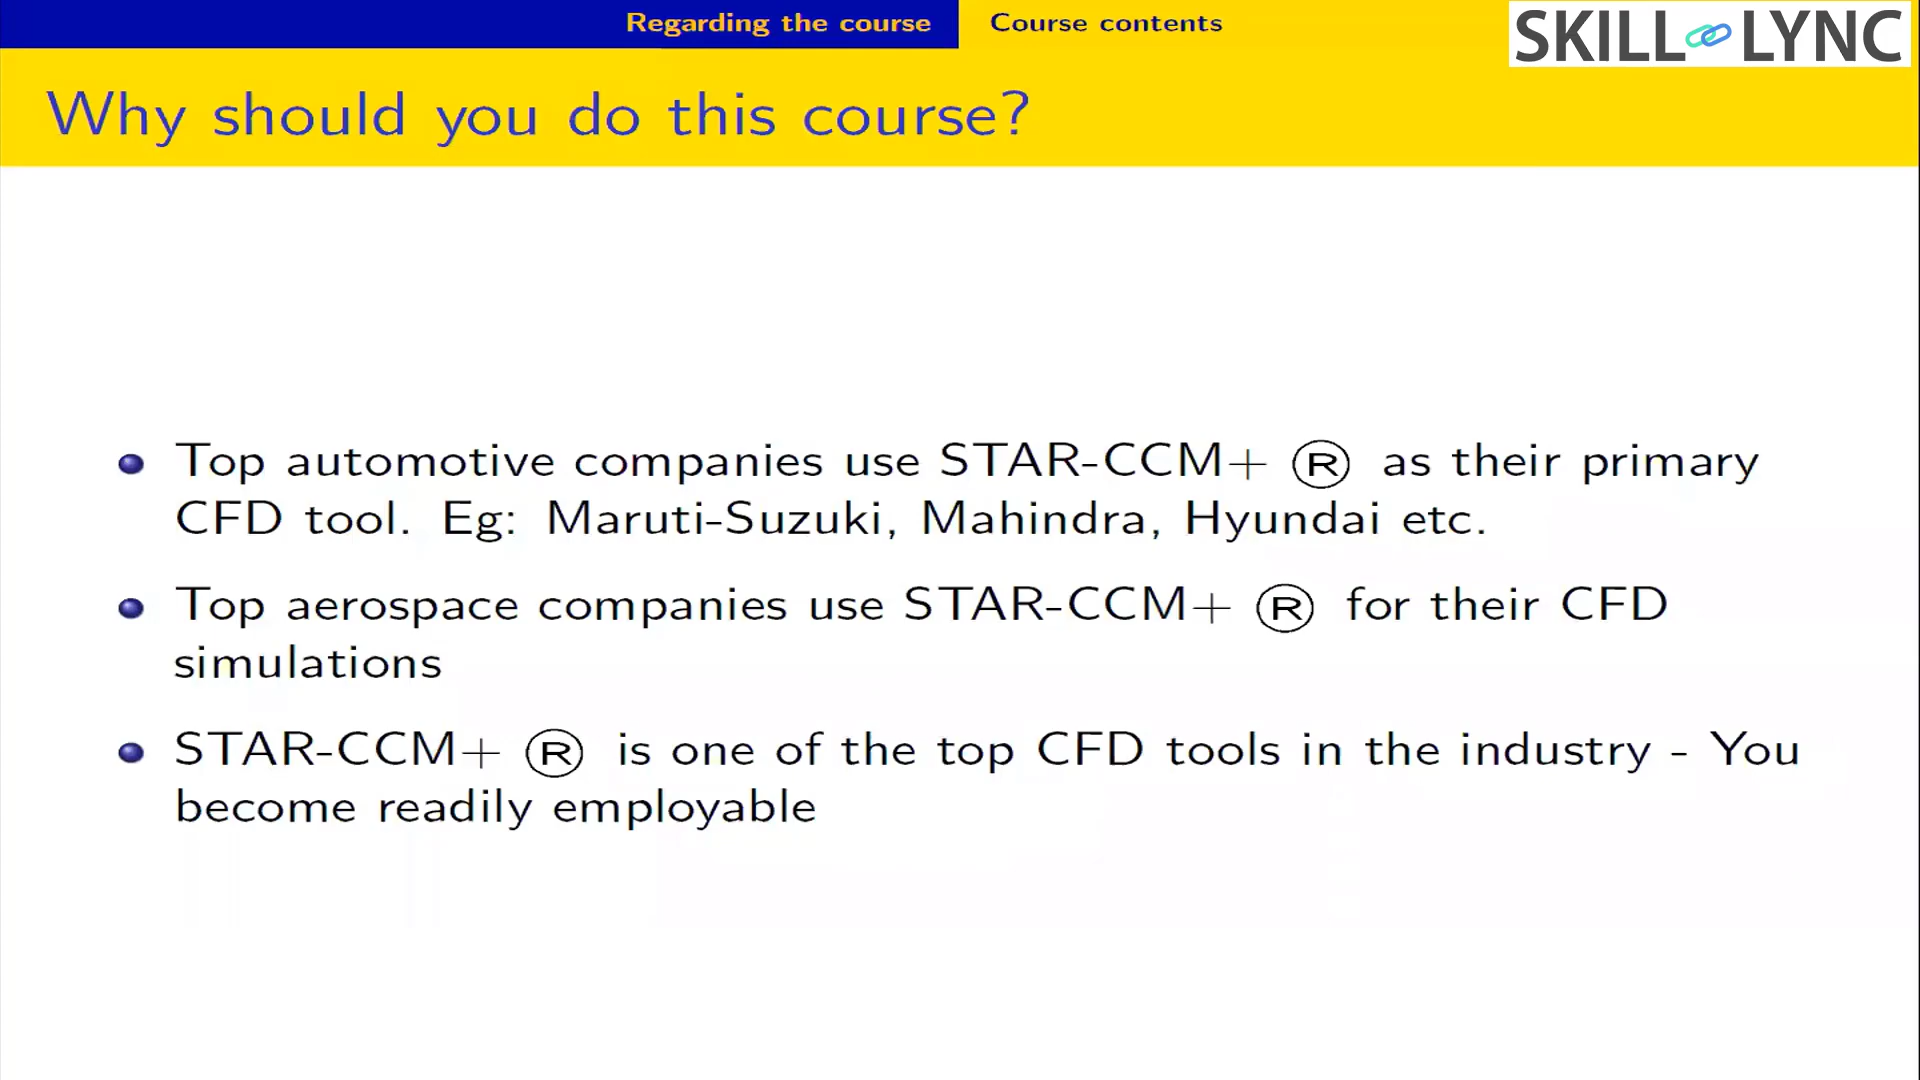 Regarding the course
Course contents
SKILL LYNC
Why should you do this course?
Top automotive companies use STAR-CCM+ ® as their primary
CFD tool. Eg: Maruti-Suzuki, Mahindra, Hyundai etc.
Top aerospace companies use STAR-CCM+ ® for their CFD
simulations
STAR-CCM+ ® is one of the top CFD tools in the industry - You
become readily employable